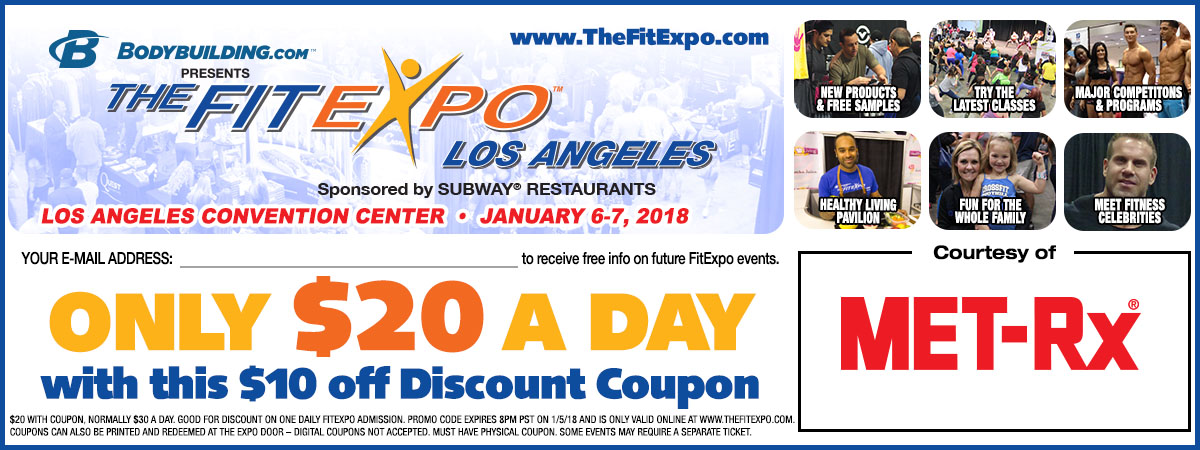 BODYBUILDING.COM™
PRESENTS
THE FIT EXPO™
LOS ANGELES
Sponsored by SUBWAY® RESTAURANTS
LOS ANGELES CONVENTION CENTER • JANUARY 6-7, 2018
www.TheFitExpo.com
NEW PRODUCTS
& FREE SAMPLES
TRY THE
LATEST CLASSES
MAJOR COMPETITONS
& PROGRAMS
HEALTHY LIVING
PAVILION
FUN FOR THE
WHOLE FAMILY
MEET FITNESS
CELEBRITIES
YOUR E-MAIL ADDRESS: to receive free info on future FitExpo events.
ONLY $20 A DAY
with this $10 off Discount Coupon
$20 WITH COUPON, NORMALLY $30 A DAY. GOOD FOR DISCOUNT ON ONE DAILY FITEXPO ADMISSION. PROMO CODE EXPIRES 8PM PST ON 1/5/18 AND IS ONLY VALID ONLINE AT WWW.THEFITEXPO.COM.
COUPONS CAN ALSO BE PRINTED AND REDEEMED AT THE EXPO DOOR – DIGITAL COUPONS NOT ACCEPTED. MUST HAVE PHYSICAL COUPON. SOME EVENTS MAY REQUIRE A SEPARATE TICKET.
Courtesy of
MET-Rx®